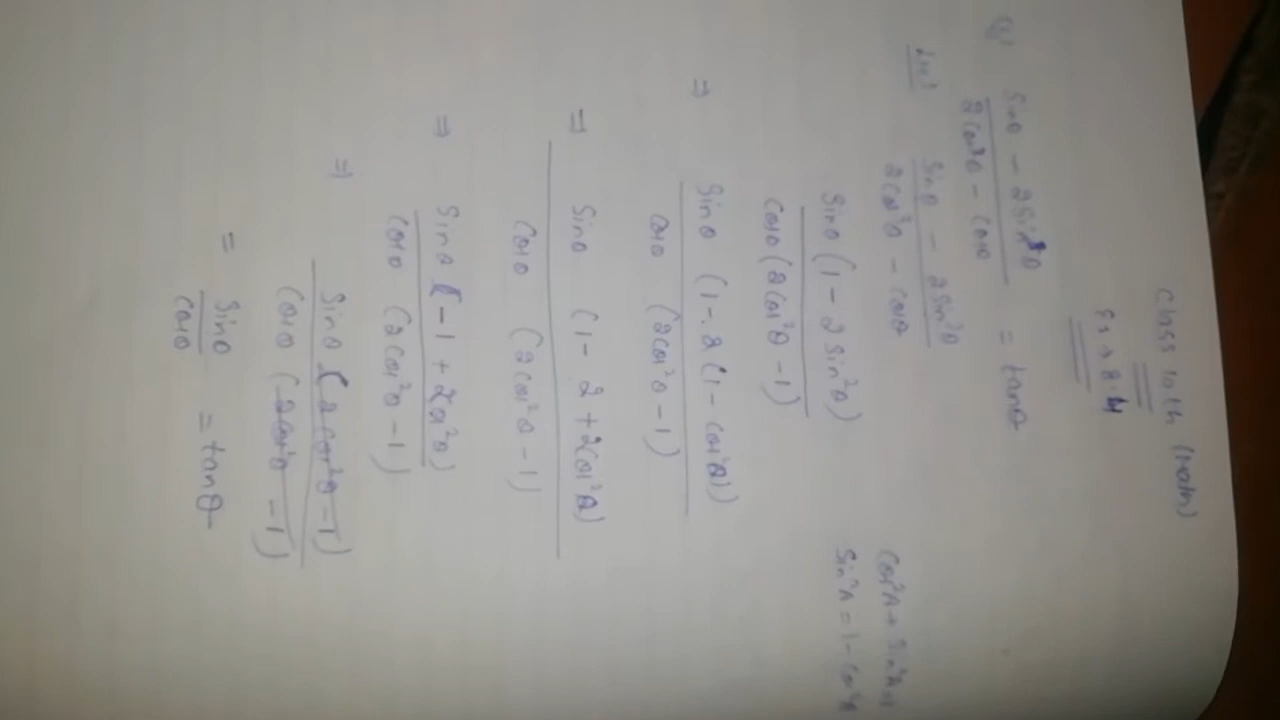 Class 10th (Math)
Ex → 8.4
sinθ - 2sin³θ / 2cos³θ - cosθ = tanθ
LHS sinθ - 2sin³θ / 2cos³θ - cosθ
cos²A + sin²A = 1
sin²A = 1 - cos²A
sinθ (1 - 2sin²θ) / cosθ (2cos²θ - 1)
⇒ sinθ (1 - 2(1 - cos²θ)) / cosθ (2cos²θ - 1)
⇒ sinθ (1 - 2 + 2cos²θ) / cosθ (2cos²θ - 1)
⇒ sinθ (-1 + 2cos²θ) / cosθ (2cos²θ - 1)
⇒ sinθ (2cos²θ - 1) / cosθ (2cos²θ - 1)
= sinθ / cosθ = tanθ